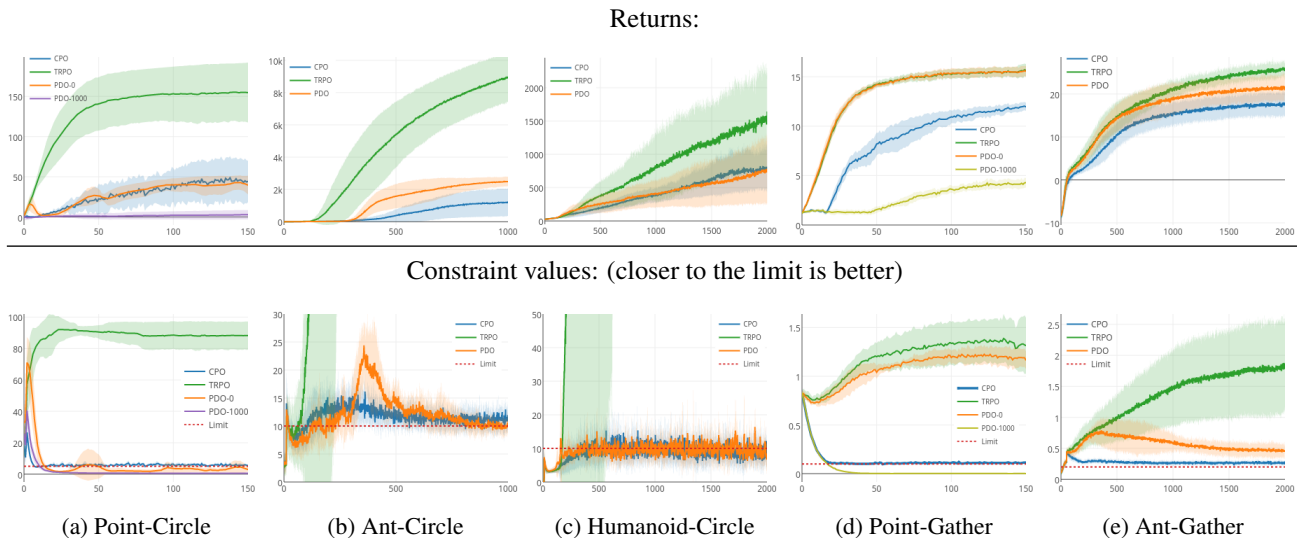 Returns:
CPO
TRPO
PDO-0
PDO-1000
150
100
50
0
0 50 100 150
CPO
TRPO
PDO
10k
8k
6k
4k
2k
0
0 500 1000
CPO
TRPO
PDO
2000
1500
1000
500
0
0 500 1000 1500 2000
TRPO
CPO
PDO-0
PDO-1000
15
10
5
0
0 50 100 150
CPO
TRPO
PDO
20
10
0
−10
0 500 1000 1500 2000
Constraint values: (closer to the limit is better)
CPO
TRPO
PDO-0
PDO-1000
Limit
100
80
60
40
20
0
0 50 100 150
CPO
TRPO
PDO
Limit
30
25
20
15
10
5
0
0 500 1000
CPO
TRPO
PDO
Limit
50
40
30
20
10
0
0 500 1000 1500 2000
CPO
TRPO
PDO-0
PDO-1000
Limit
1.5
1
0.5
0
0 50 100 150
CPO
TRPO
PDO
Limit
2.5
2
1.5
1
0.5
0
0 500 1000 1500 2000
(a) Point-Circle
(b) Ant-Circle
(c) Humanoid-Circle
(d) Point-Gather
(e) Ant-Gather